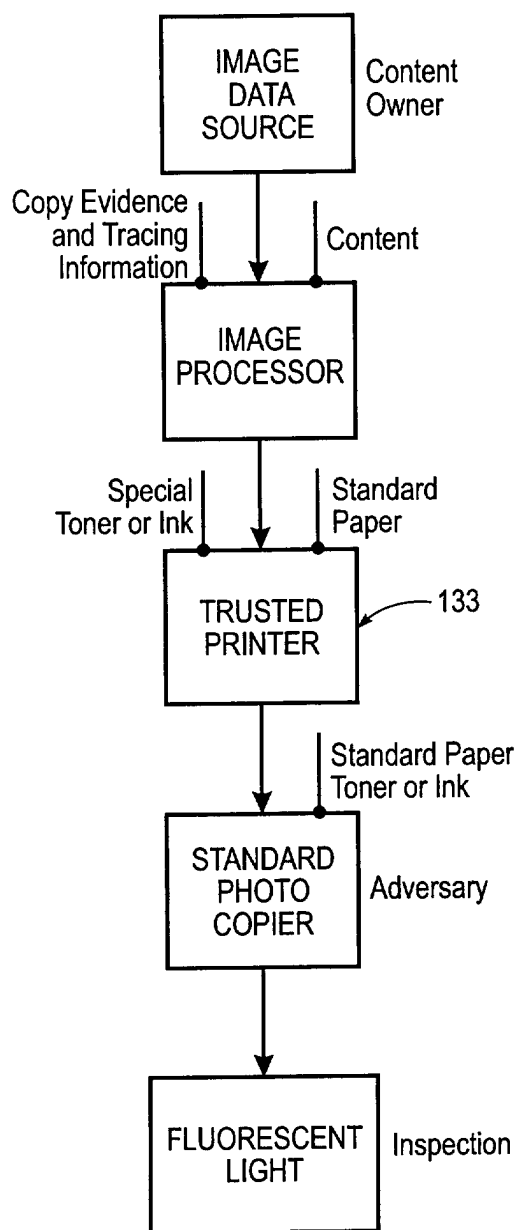 IMAGE
DATA
SOURCE
Content
Owner
Copy Evidence
and Tracing
Information
Content
IMAGE
PROCESSOR
Special
Toner or Ink
Standard
Paper
TRUSTED
PRINTER
133
Standard Paper
Toner or Ink
STANDARD
PHOTO
COPIER
Adversary
FLUORESCENT
LIGHT
Inspection